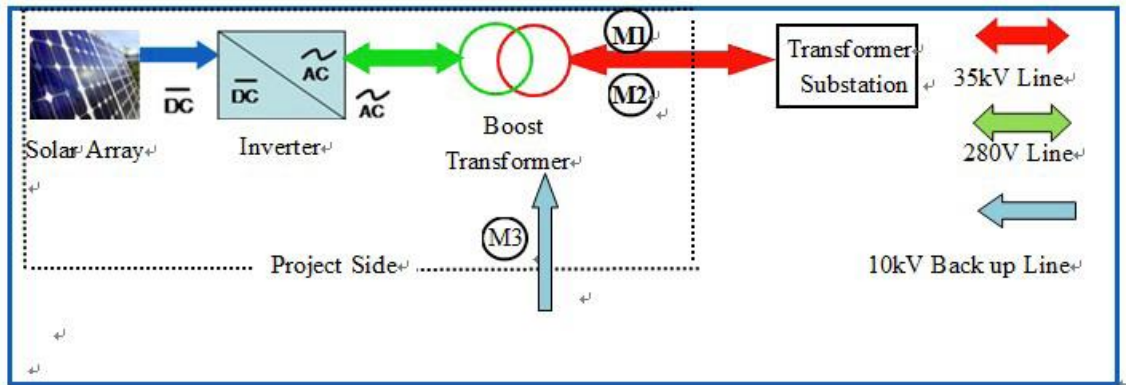 M1
M2
Transformer
Substation
35kV Line
280V Line
10kV Back up Line
DC
DC
AC
AC
Solar Array
Inverter
Boost
Transformer
M3
Project Side